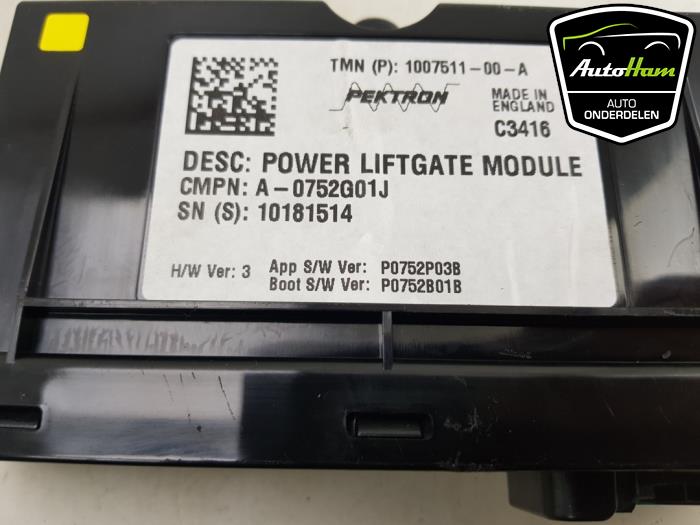 TMN (P): 1007511-00-A
PEKTRON
MADE IN
ENGLAND
C3416
DESC: POWER LIFTGATE MODULE
CMPN: A-0752G01J
SN (S): 10181514
H/W Ver: 3
App S/W Ver: P0752P03B
Boot S/W Ver: P0752B01B
AutoHam
AUTO
ONDERDELEN